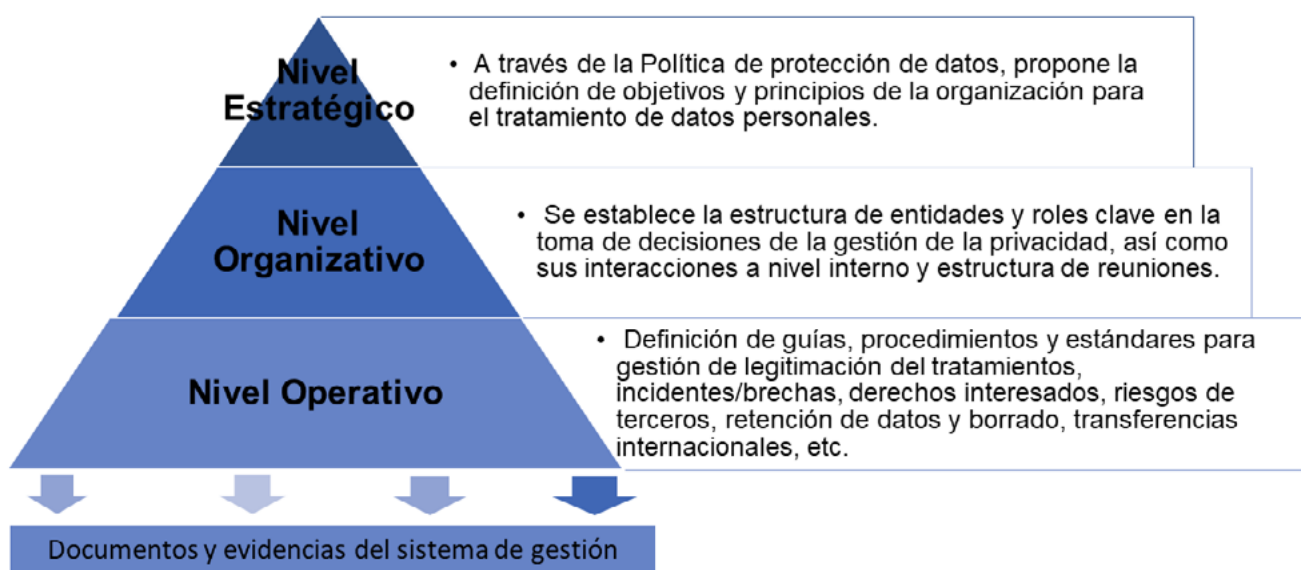 Nivel
Estratégico
• A través de la Política de protección de datos, propone la
definición de objetivos y principios de la organización para
el tratamiento de datos personales.
Nivel
Organizativo
• Se establece la estructura de entidades y roles clave en la
toma de decisiones de la gestión de la privacidad, así como
sus interacciones a nivel interno y estructura de reuniones.
Nivel Operativo
• Definición de guías, procedimientos y estándares para
gestión de legitimación del tratamientos,
incidentes/brechas, derechos interesados, riesgos de
terceros, retención de datos y borrado, transferencias
internacionales, etc.
Documentos y evidencias del sistema de gestión